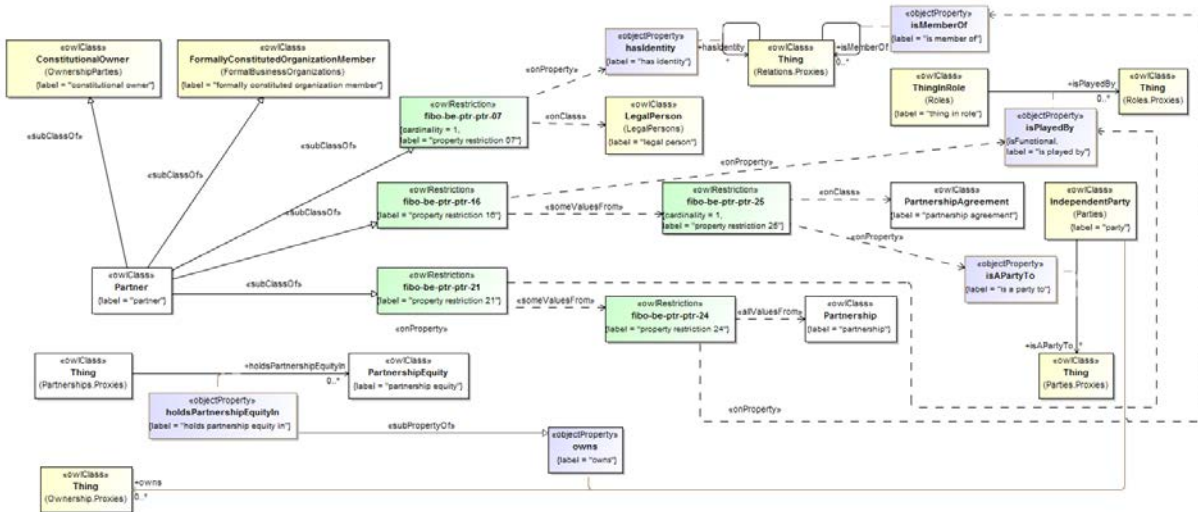 «objectProperty»
isMemberOf
{label = "is member of"}
«objectProperty»
hasIdentity
{label = "has identity"}
+hasIdentity
*
«owlClass»
Thing
(Relations.Proxies)
+isMemberOf
0..*
«owlClass»
ConstitutionalOwner
(OwnershipParties)
{label = "constitutional owner"}
«owlClass»
FormallyConstitutedOrganizationMember
(FormalBusinessOrganizations)
{label = "formally constituted organization member"}
«onProperty»
«owlClass»
ThingInRole
(Roles)
{label = "thing in role"}
+isPlayedBy
0..*
«owlClass»
Thing
(Roles.Proxies)
«owlRestriction»
fibo-be-ptr-ptr-07
{cardinality = 1,
label = "property restriction 07"}
«onClass»
«owlClass»
LegalPerson
(LegalPersons)
{label = "legal person"}
«objectProperty»
isPlayedBy
{isFunctional,
label = "is played by"}
«subClassOf»
«subClassOf»
«subClassOf»
«onProperty»
«owlRestriction»
fibo-be-ptr-ptr-16
{label = "property restriction 16"}
«someValuesFrom»
«owlRestriction»
fibo-be-ptr-ptr-25
{cardinality = 1,
label = "property restriction 25"}
«onClass»
«owlClass»
PartnershipAgreement
{label = "partnership agreement"}
«owlClass»
IndependentParty
(Parties)
{label = "party"}
«subClassOf»
«onProperty»
«objectProperty»
isAPartyTo
{label = "is a party to"}
«owlClass»
Partner
{label = "partner"}
«subClassOf»
«owlRestriction»
fibo-be-ptr-ptr-21
{label = "property restriction 21"}
«someValuesFrom»
«owlRestriction»
fibo-be-ptr-ptr-24
{label = "property restriction 24"}
«allValuesFrom»
«owlClass»
Partnership
{label = "partnership"}
«onProperty»
+isAPartyTo
*
«owlClass»
Thing
(Parties.Proxies)
«owlClass»
Thing
(Partnerships.Proxies)
+holdsPartnershipEquityIn
0..*
«owlClass»
PartnershipEquity
{label = "partnership equity"}
«objectProperty»
holdsPartnershipEquityIn
{label = "holds partnership equity in"}
«onProperty»
«subPropertyOf»
«objectProperty»
owns
{label = "owns"}
«owlClass»
Thing
(Ownership.Proxies)
+owns
0..*